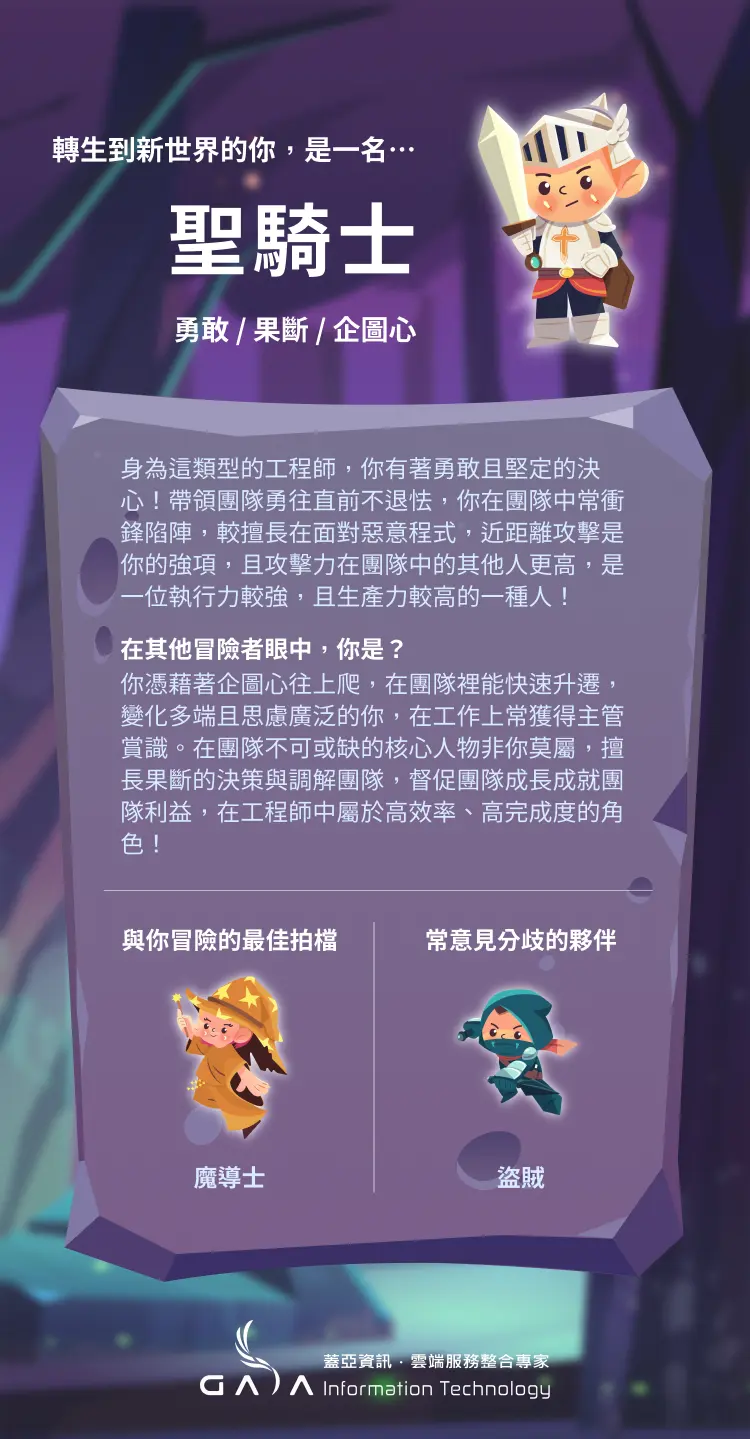 轉生到新世界的你，是一名…
聖騎士
勇敢 / 果斷 / 企圖心
身為這類型的工程師，你有著勇敢且堅定的決
心！帶領團隊勇往直前不退怯，你在團隊中常衝
鋒陷陣，較擅長在面對惡意程式，近距離攻擊是
你的強項，且攻擊力在團隊中的其他人更高，是
一位執行力較強，且生產力較高的一種人！
在其他冒險者眼中，你是？
你憑藉著企圖心往上爬，在團隊裡能快速升遷，
變化多端且思慮廣泛的你，在工作上常獲得主管
賞識。在團隊不可或缺的核心人物非你莫屬，擅
長果斷的決策與調解團隊，督促團隊成長成就團
隊利益，在工程師中屬於高效率、高完成度的角
色！
與你冒險的最佳拍檔
常意見分歧的夥伴
魔導士
盜賊
蓋亞資訊．雲端服務整合專家
GAIA Information Technology